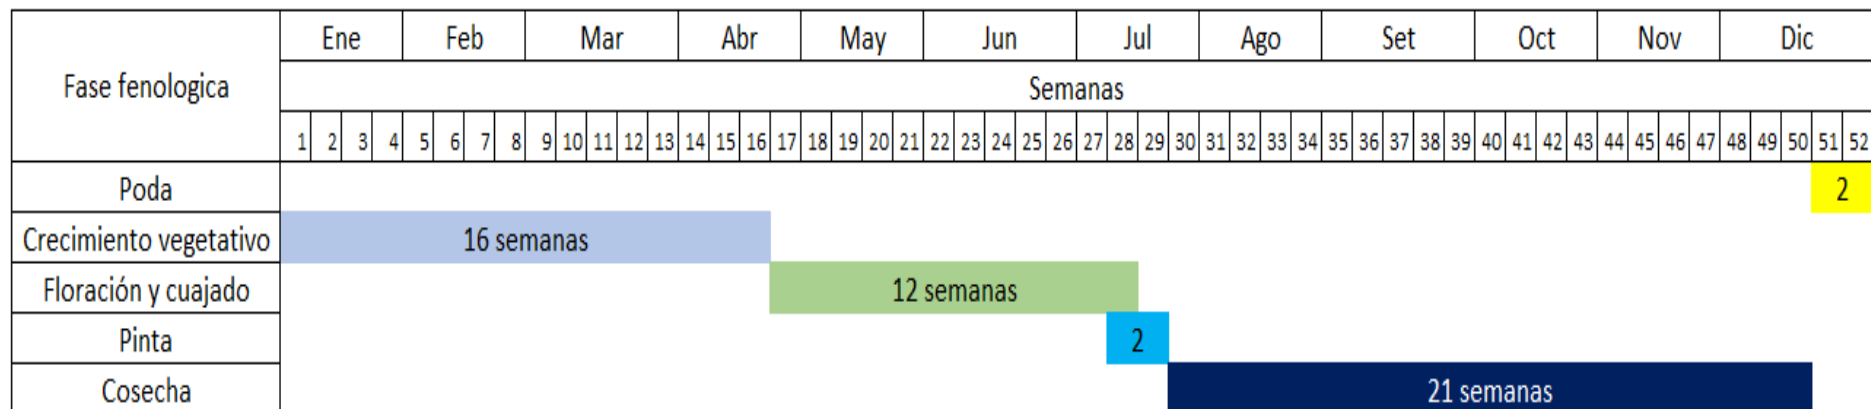 Fase fenologica
Ene Feb Mar Abr May Jun Jul Ago Set Oct Nov Dic
Semanas
1 2 3 4 5 6 7 8 9 10 11 12 13 14 15 16 17 18 19 20 21 22 23 24 25 26 27 28 29 30 31 32 33 34 35 36 37 38 39 40 41 42 43 44 45 46 47 48 49 50 51 52
Poda 2
Crecimiento vegetativo 16 semanas
Floración y cuajado 12 semanas
Pinta 2
Cosecha 21 semanas